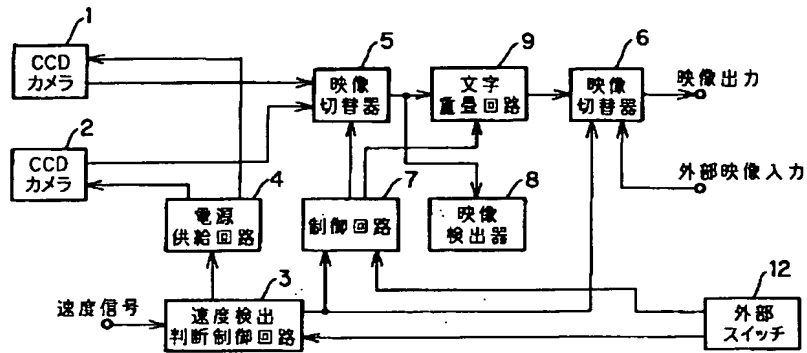 1
CCD
カメラ
2
CCD
カメラ
5
映像
切替器
9
文字
重畳回路
6
映像
切替器
映像出力
外部映像入力
4
電源
供給回路
7
制御回路
8
映像
検出器
速度信号
3
速度検出
判断制御回路
12
外部
スイッチ